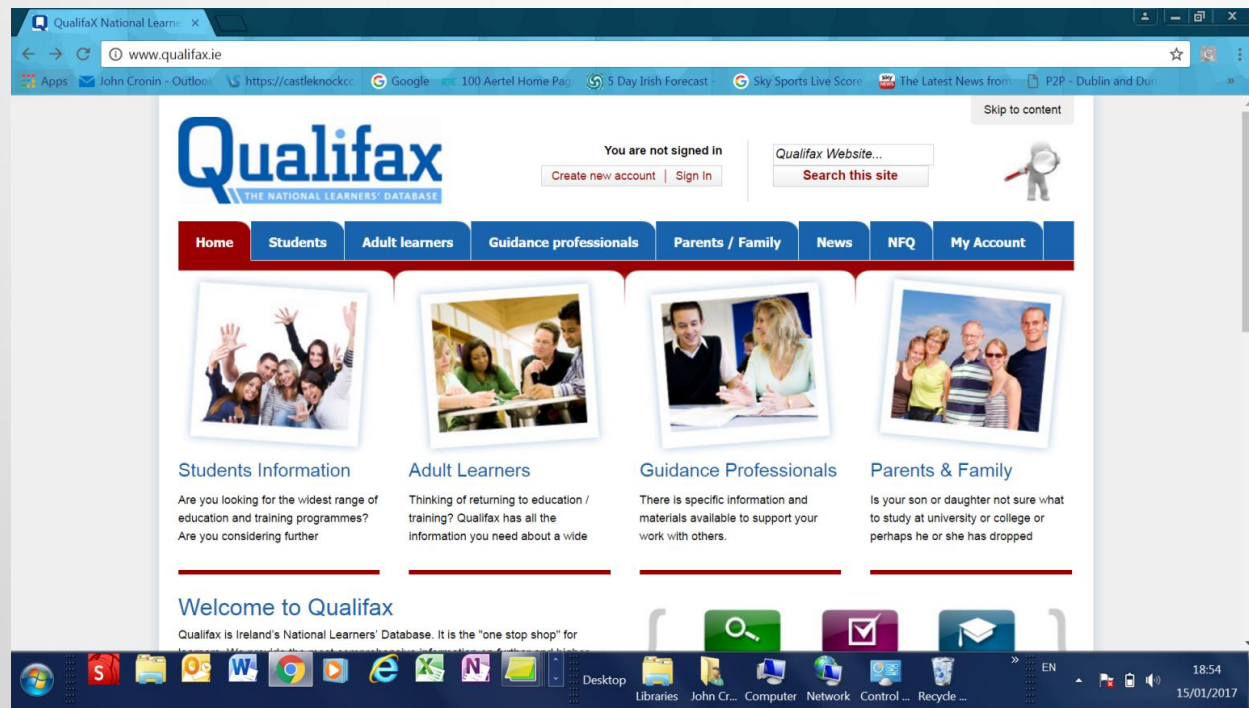 QualifaX National Learne
www.qualifax.ie
Apps John Cronin - Outloo https://castleknockcc Google 100 Aertel Home Pag 5 Day Irish Forecast - Sky Sports Live Score The Latest News from P2P - Dublin and Dun »
Skip to content
Qualifax
THE NATIONAL LEARNERS' DATABASE
You are not signed in
Create new account | Sign In
Qualifax Website...
Search this site
Home Students Adult learners Guidance professionals Parents / Family News NFQ My Account
Students Information
Are you looking for the widest range of
education and training programmes?
Are you considering further
Adult Learners
Thinking of returning to education /
training? Qualifax has all the
information you need about a wide
Guidance Professionals
There is specific information and
materials available to support your
work with others.
Parents & Family
Is your son or daughter not sure what
to study at university or college or
perhaps he or she has dropped
Welcome to Qualifax
Qualifax is Ireland's National Learners' Database. It is the "one stop shop" for
Desktop
Libraries John Cr... Computer Network Control ... Recycle ...
» EN
18:54
15/01/2017